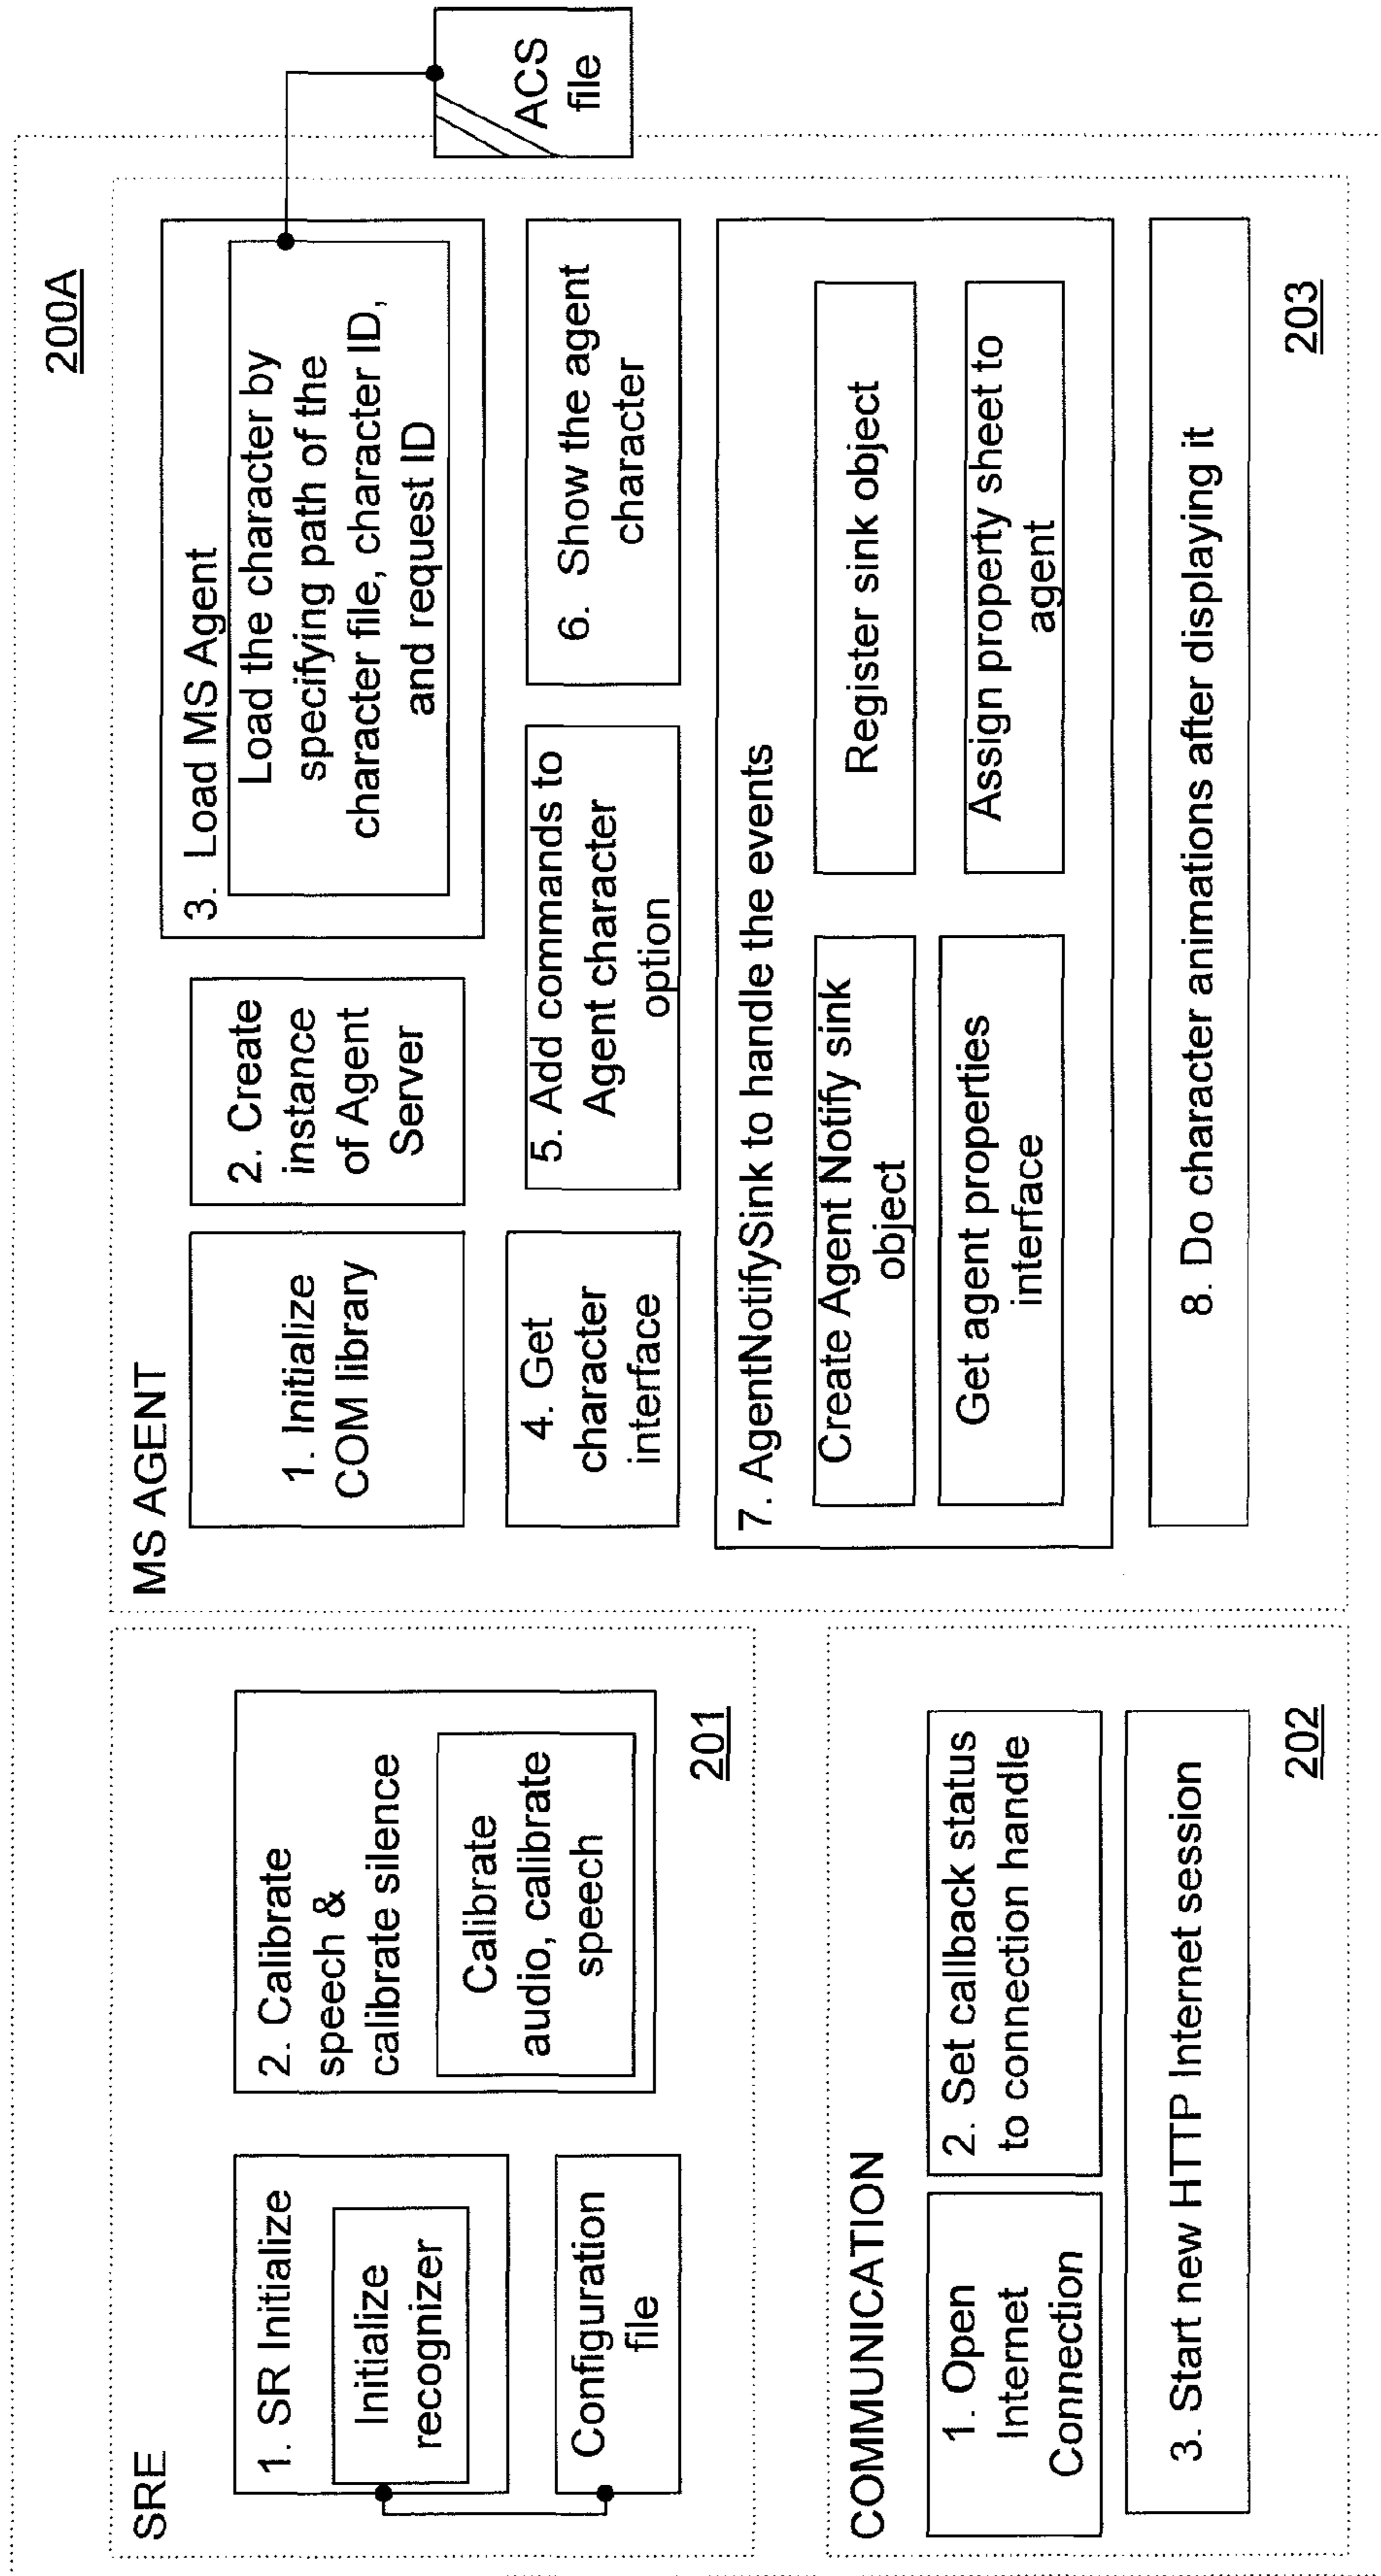 200A
SRE
1. SR Initialize
Initialize
recognizer
Configuration
file
2. Calibrate
speech &
calibrate silence
Calibrate
audio, calibrate
speech
201
COMMUNICATION
1. Open
Internet
Connection
2. Set callback status
to connection handle
3. Start new HTTP Internet session
202
MS AGENT
1. Initialize
COM library
2. Create
instance
of Agent
Server
3. Load MS Agent
Load the character by
specifying path of the
character file, character ID,
and request ID
ACS
file
4. Get
character
interface
5. Add commands to
Agent character
option
6. Show the agent
character
7. AgentNotifySink to handle the events
Create Agent Notify sink
object
Register sink object
Get agent properties
interface
Assign property sheet to
agent
8. Do character animations after displaying it
203